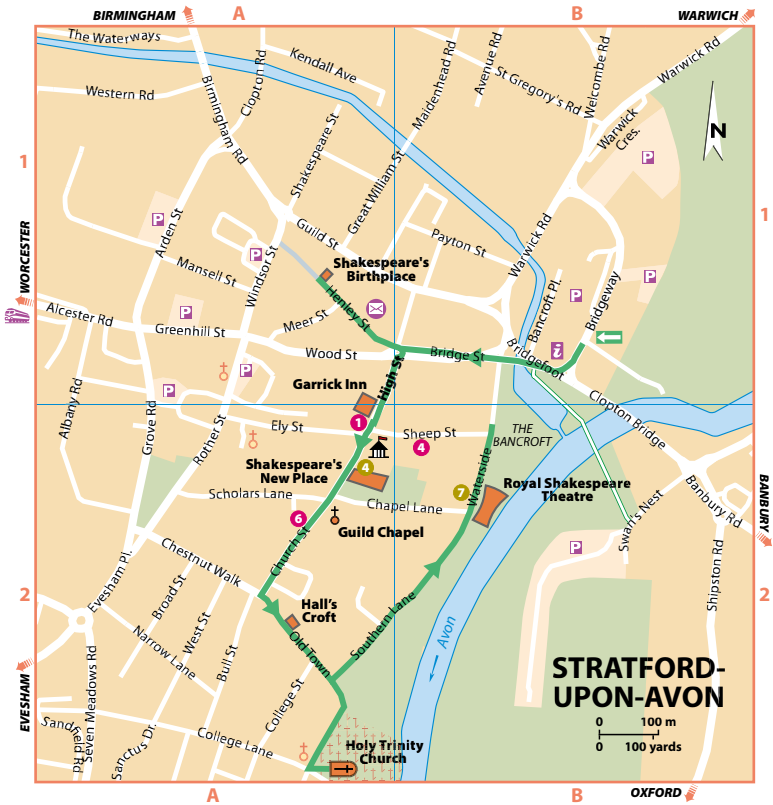 BIRMINGHAM
A
B
WARWICK
The Waterways
Western Rd
Birmingham Rd
Clopton Rd
Kendall Ave
Maidenhead Rd
Avenue Rd
St Gregory's Rd
Welcombe Rd
Warwick Rd
Warwick
Cres.
N
1
1
P
P
P
P
P
P
P
P
P
Shakespeare St
Great William St
Arden St
Guild St
Payton St
Warwick Rd
Mansell St
Windsor St
Shakespeare's
Birthplace
Bancroft Pl.
Bridgeway
WORCESTER
Alcester Rd
Greenhill St
Meer St
Henley St
Wood St
Bridge St
Bridgefoot
i
Garrick Inn
High St
Albany Rd
Grove Rd
Rother St
Ely St
1
Sheep St
4
THE
BANCROFT
Clopton Bridge
Shakespeare's
New Place
4
Waterside
7
Royal Shakespeare
Theatre
Scholars Lane
Chapel Lane
6
Guild Chapel
Swan's Nest
Banbury Rd
BANBURY
Church St
Chestnut Walk
Evesham Pl.
2
2
Hall's
Croft
Broad St
West St
Narrow Lane
Bull St
Old Town
Southern Lane
Avon
Shipston Rd
EVESHAM
Seven Meadows Rd
Sandfield Rd
Sanctus Dr.
College St
College Lane
Holy Trinity
Church
STRATFORD-
UPON-AVON
0 100 m
0 100 yards
A
B
OXFORD